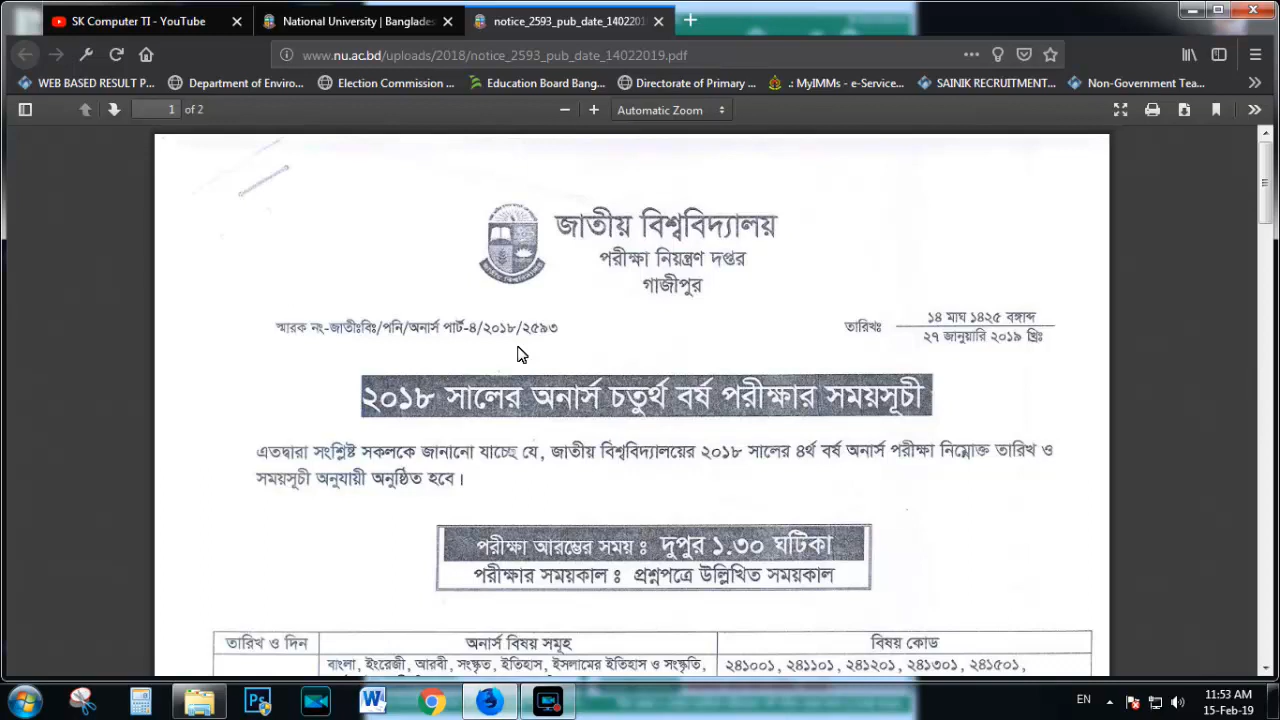 SK Computer TI - YouTube
National University | Banglades
notice_2593_pub_date_1402201
www.nu.ac.bd/uploads/2018/notice_2593_pub_date_14022019.pdf
WEB BASED RESULT P...
Department of Enviro...
Election Commission ...
Education Board Bang...
Directorate of Primary ...
.: MyIMMs - e-Service...
SAINIK RECRUITMENT...
Non-Government Tea...
1 of 2
Automatic Zoom
জাতীয় বিশ্ববিদ্যালয়
পরীক্ষা নিয়ন্ত্রণ দপ্তর
গাজীপুর
স্মারক নং-জাতীঃবিঃ/পনি/অনার্স পার্ট-৪/২০১৮/২৫৯৩
তারিখঃ ১৪ মাঘ ১৪২৫ বঙ্গাব্দ
২৭ জানুয়ারি ২০১৯ খ্রিঃ
২০১৮ সালের অনার্স চতুর্থ বর্ষ পরীক্ষার সময়সূচী
এতদ্বারা সংশ্লিষ্ট সকলকে জানানো যাচ্ছে যে, জাতীয় বিশ্ববিদ্যালয়ের ২০১৮ সালের ৪র্থ বর্ষ অনার্স পরীক্ষা নিম্নোক্ত তারিখ ও
সময়সূচী অনুযায়ী অনুষ্ঠিত হবে।
পরীক্ষা আরম্ভের সময় ঃ দুপুর ১.৩০ ঘটিকা
পরীক্ষার সময়কাল ঃ প্রশ্নপত্রে উল্লিখিত সময়কাল
তারিখ ও দিন অনার্স বিষয় সমূহ বিষয় কোড
বাংলা, ইংরেজী, আরবী, সংস্কৃত, ইতিহাস, ইসলামের ইতিহাস ও সংস্কৃতি, ২৪১০০১, ২৪১১০১, ২৪১২০১, ২৪১৩০১, ২৪১৫০১,
EN
11:53 AM
15-Feb-19